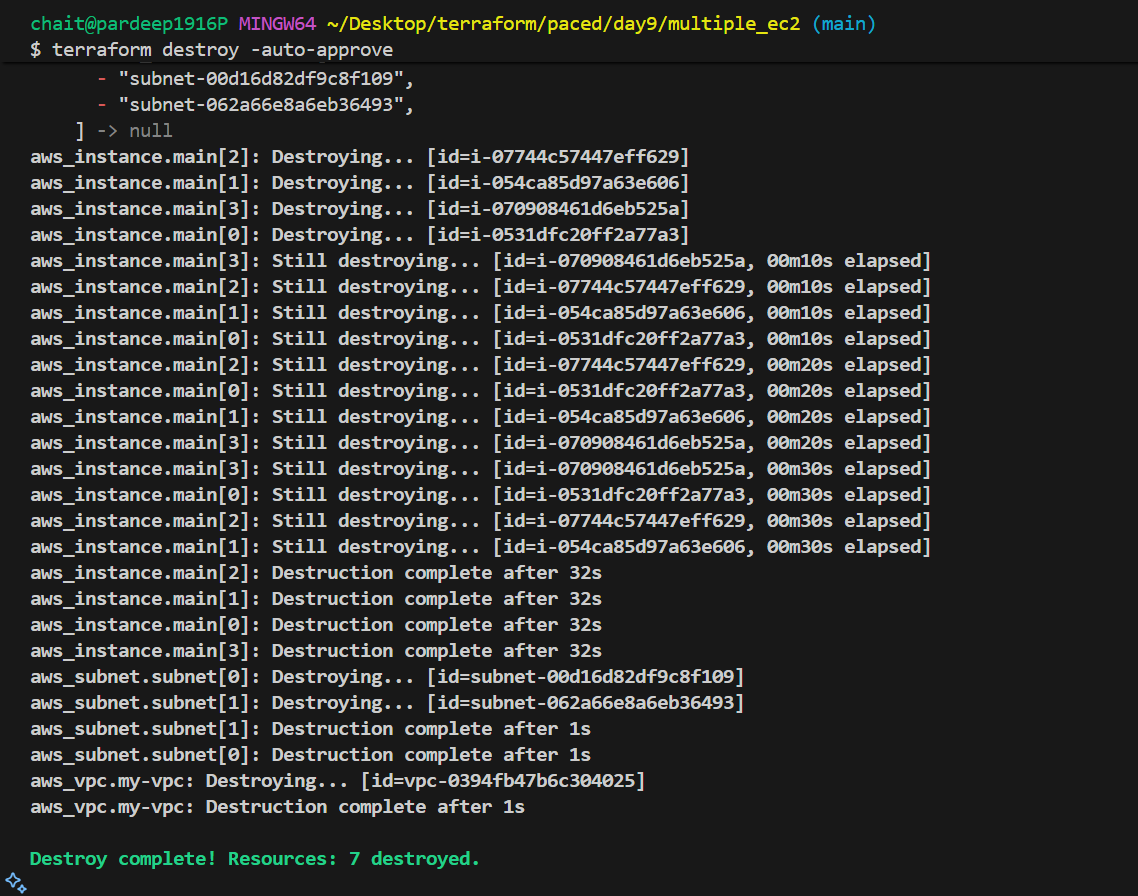 chait@pardeep1916P MINGW64 ~/Desktop/terraform/paced/day9/multiple_ec2 (main)
$ terraform destroy -auto-approve
- "subnet-00d16d82df9c8f109",
- "subnet-062a66e8a6eb36493",
] -> null
aws_instance.main[2]: Destroying... [id=i-07744c57447eff629]
aws_instance.main[1]: Destroying... [id=i-054ca85d97a63e606]
aws_instance.main[3]: Destroying... [id=i-070908461d6eb525a]
aws_instance.main[0]: Destroying... [id=i-0531dfc20ff2a77a3]
aws_instance.main[3]: Still destroying... [id=i-070908461d6eb525a, 00m10s elapsed]
aws_instance.main[2]: Still destroying... [id=i-07744c57447eff629, 00m10s elapsed]
aws_instance.main[1]: Still destroying... [id=i-054ca85d97a63e606, 00m10s elapsed]
aws_instance.main[0]: Still destroying... [id=i-0531dfc20ff2a77a3, 00m10s elapsed]
aws_instance.main[2]: Still destroying... [id=i-07744c57447eff629, 00m20s elapsed]
aws_instance.main[0]: Still destroying... [id=i-0531dfc20ff2a77a3, 00m20s elapsed]
aws_instance.main[1]: Still destroying... [id=i-054ca85d97a63e606, 00m20s elapsed]
aws_instance.main[3]: Still destroying... [id=i-070908461d6eb525a, 00m20s elapsed]
aws_instance.main[3]: Still destroying... [id=i-070908461d6eb525a, 00m30s elapsed]
aws_instance.main[0]: Still destroying... [id=i-0531dfc20ff2a77a3, 00m30s elapsed]
aws_instance.main[2]: Still destroying... [id=i-07744c57447eff629, 00m30s elapsed]
aws_instance.main[1]: Still destroying... [id=i-054ca85d97a63e606, 00m30s elapsed]
aws_instance.main[2]: Destruction complete after 32s
aws_instance.main[1]: Destruction complete after 32s
aws_instance.main[0]: Destruction complete after 32s
aws_instance.main[3]: Destruction complete after 32s
aws_subnet.subnet[0]: Destroying... [id=subnet-00d16d82df9c8f109]
aws_subnet.subnet[1]: Destroying... [id=subnet-062a66e8a6eb36493]
aws_subnet.subnet[1]: Destruction complete after 1s
aws_subnet.subnet[0]: Destruction complete after 1s
aws_vpc.my-vpc: Destroying... [id=vpc-0394fb47b6c304025]
aws_vpc.my-vpc: Destruction complete after 1s
Destroy complete! Resources: 7 destroyed.